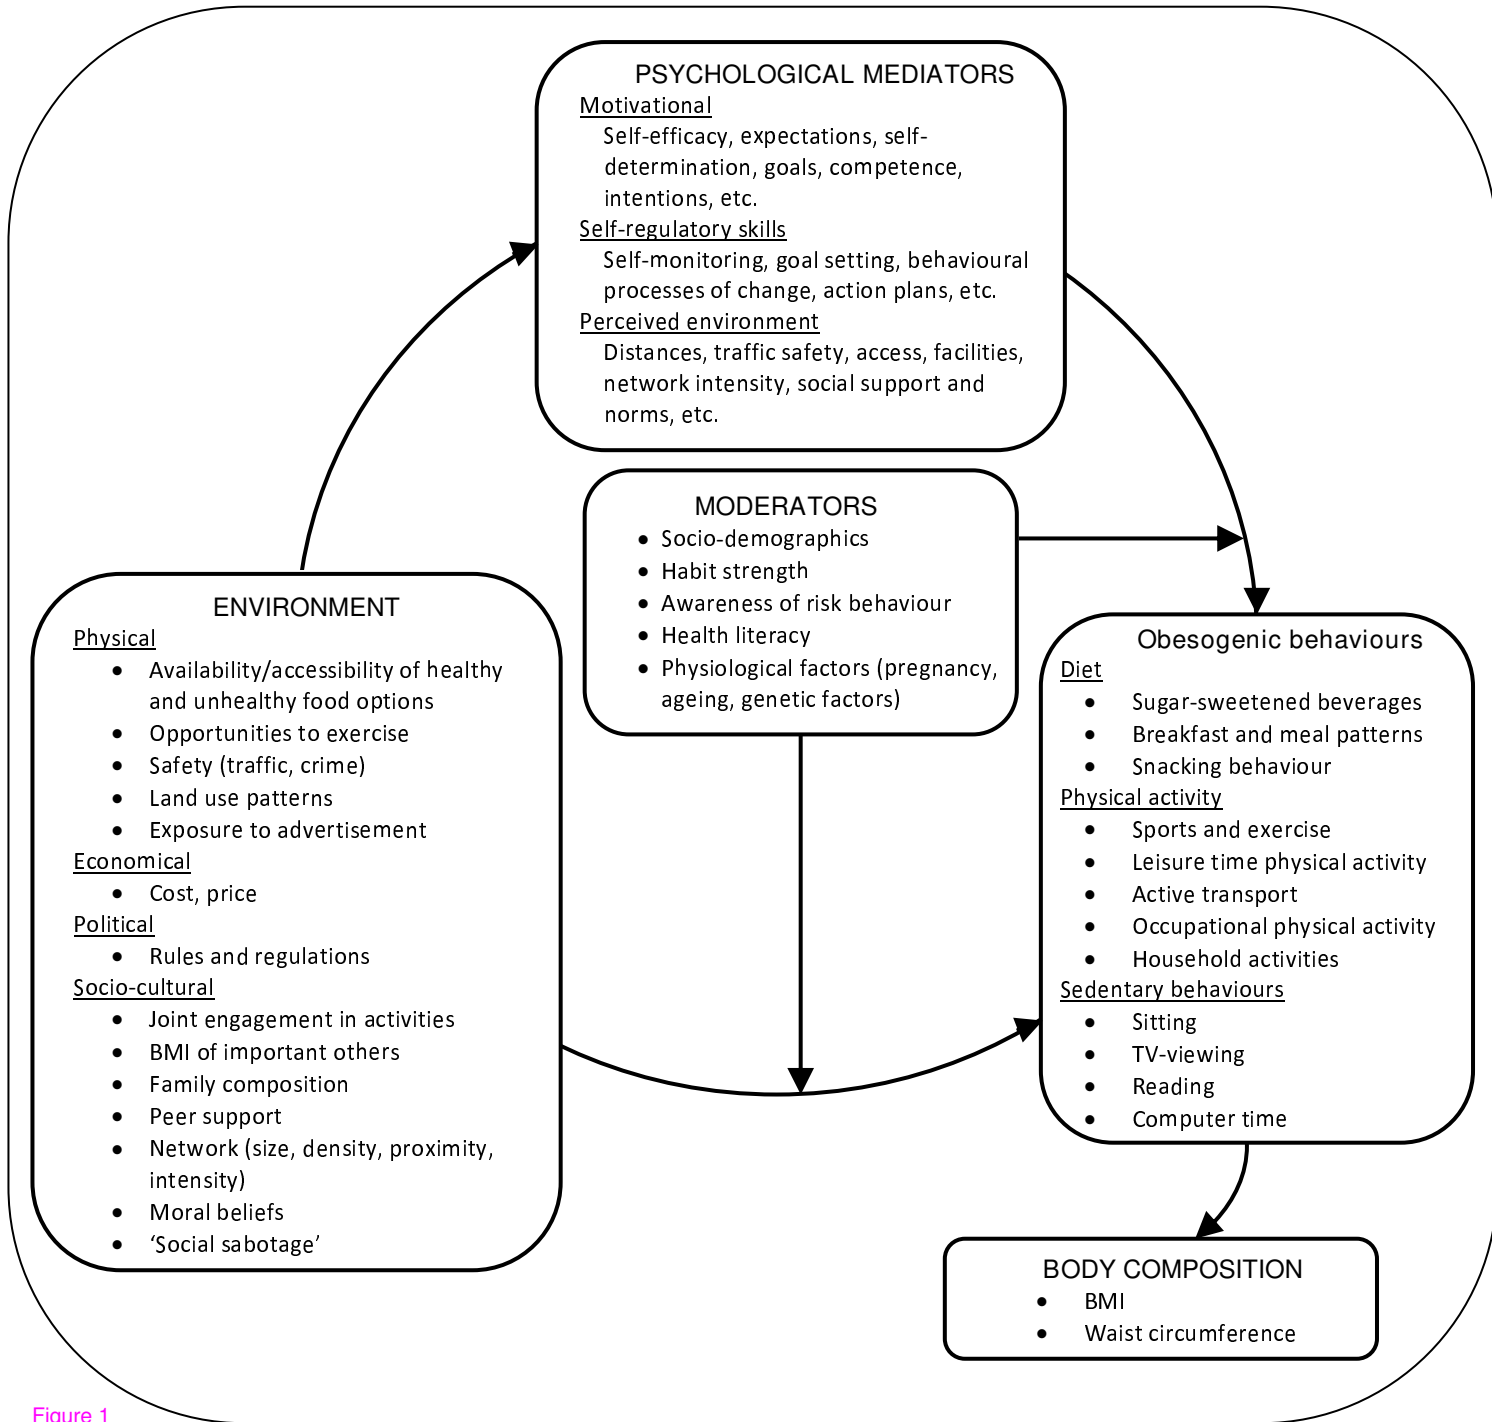 PSYCHOLOGICAL MEDIATORS
Motivational
Self-efficacy, expectations, self-
determination, goals, competence,
intentions, etc.
Self-regulatory skills
Self-monitoring, goal setting, behavioural
processes of change, action plans, etc.
Perceived environment
Distances, traffic safety, access, facilities,
network intensity, social support and
norms, etc.
MODERATORS
• Socio-demographics
• Habit strength
• Awareness of risk behaviour
• Health literacy
• Physiological factors (pregnancy,
ageing, genetic factors)
ENVIRONMENT
Physical
• Availability/accessibility of healthy
and unhealthy food options
• Opportunities to exercise
• Safety (traffic, crime)
• Land use patterns
• Exposure to advertisement
Economical
• Cost, price
Political
• Rules and regulations
Socio-cultural
• Joint engagement in activities
• BMI of important others
• Family composition
• Peer support
• Network (size, density, proximity,
intensity)
• Moral beliefs
• ‘Social sabotage’
Obesogenic behaviours
Diet
• Sugar-sweetened beverages
• Breakfast and meal patterns
• Snacking behaviour
Physical activity
• Sports and exercise
• Leisure time physical activity
• Active transport
• Occupational physical activity
• Household activities
Sedentary behaviours
• Sitting
• TV-viewing
• Reading
• Computer time
BODY COMPOSITION
• BMI
• Waist circumference
Figure 1